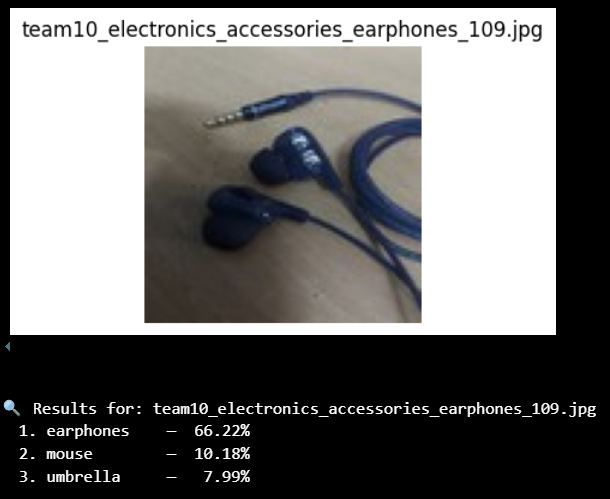 team10_electronics_accessories_earphones_109.jpg
🔍 Results for: team10_electronics_accessories_earphones_109.jpg
1. earphones — 66.22%
2. mouse — 10.18%
3. umbrella — 7.99%